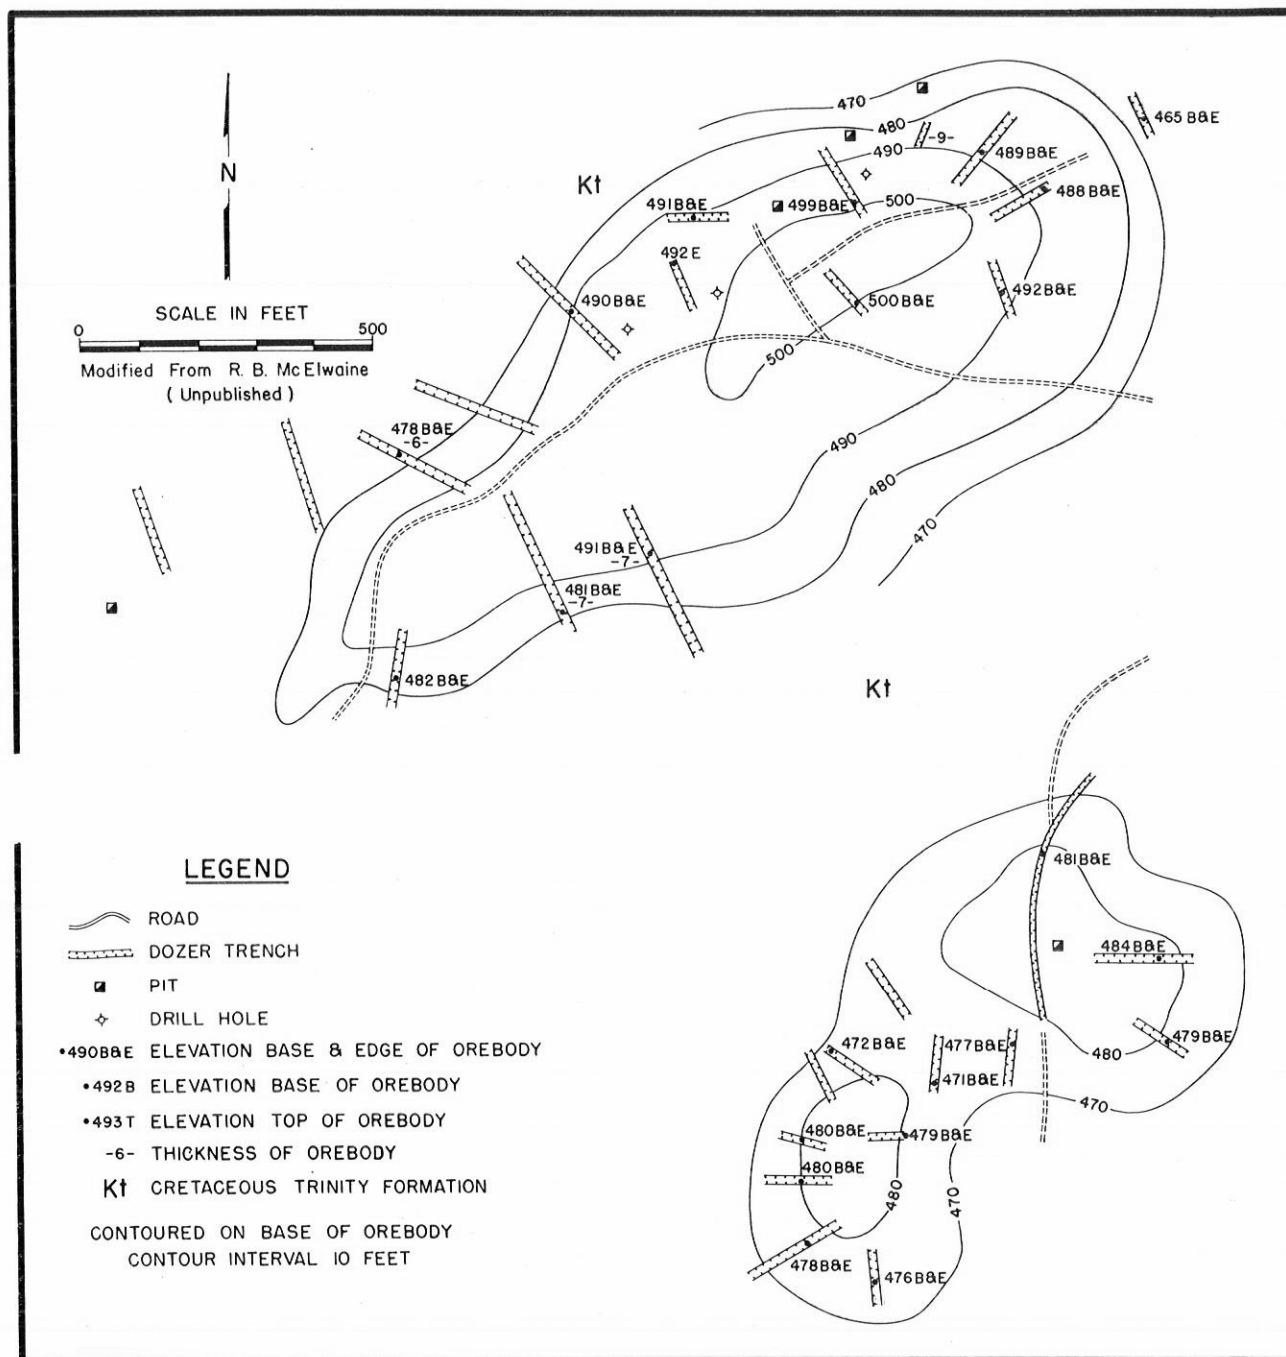 470
480
465 B&E
-9-
490
489 B&E
Kt
N
488 B&E
491 B&E
499 B&E
500
492 E
490 B&E
500 B&E
492 B&E
SCALE IN FEET
0 500
Modified From R. B. McElwaine
( Unpublished )
500
478 B&E
-6-
490
480
470
491 B&E
-7-
481 B&E
-7-
482 B&E
Kt
481 B&E
484 B&E
479 B&E
480
472 B&E
477 B&E
471 B&E
470
480 B&E
479 B&E
480 B&E
480
470
478 B&E
476 B&E
LEGEND
ROAD
DOZER TRENCH
PIT
DRILL HOLE
•490B&E ELEVATION BASE & EDGE OF OREBODY
•492B ELEVATION BASE OF OREBODY
•493T ELEVATION TOP OF OREBODY
-6- THICKNESS OF OREBODY
Kt CRETACEOUS TRINITY FORMATION
CONTOURED ON BASE OF OREBODY
CONTOUR INTERVAL 10 FEET